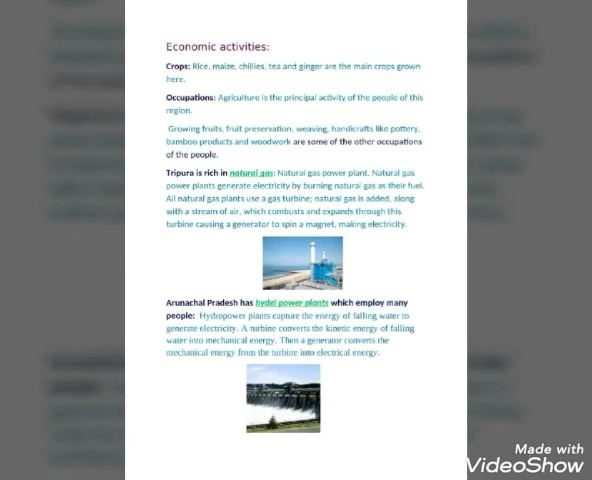 Economic activities:
Crops: Rice, maize, chillies, tea and ginger are the main crops grown
here.
Occupations: Agriculture is the principal activity of the people of this
region.
Growing fruits, fruit preservation, weaving, handicrafts like pottery,
bamboo products and woodwork are some of the other occupations
of the people.
Tripura is rich in natural gas: Natural gas power plant. Natural gas
power plants generate electricity by burning natural gas as their fuel.
All natural gas plants use a gas turbine; natural gas is added, along
with a stream of air, which combusts and expands through this
turbine causing a generator to spin a magnet, making electricity.
Arunachal Pradesh has hydel power plants which employ many
people: Hydropower plants capture the energy of falling water to
generate electricity. A turbine converts the kinetic energy of falling
water into mechanical energy. Then a generator converts the
mechanical energy from the turbine into electrical energy.
Made with
VideoShow